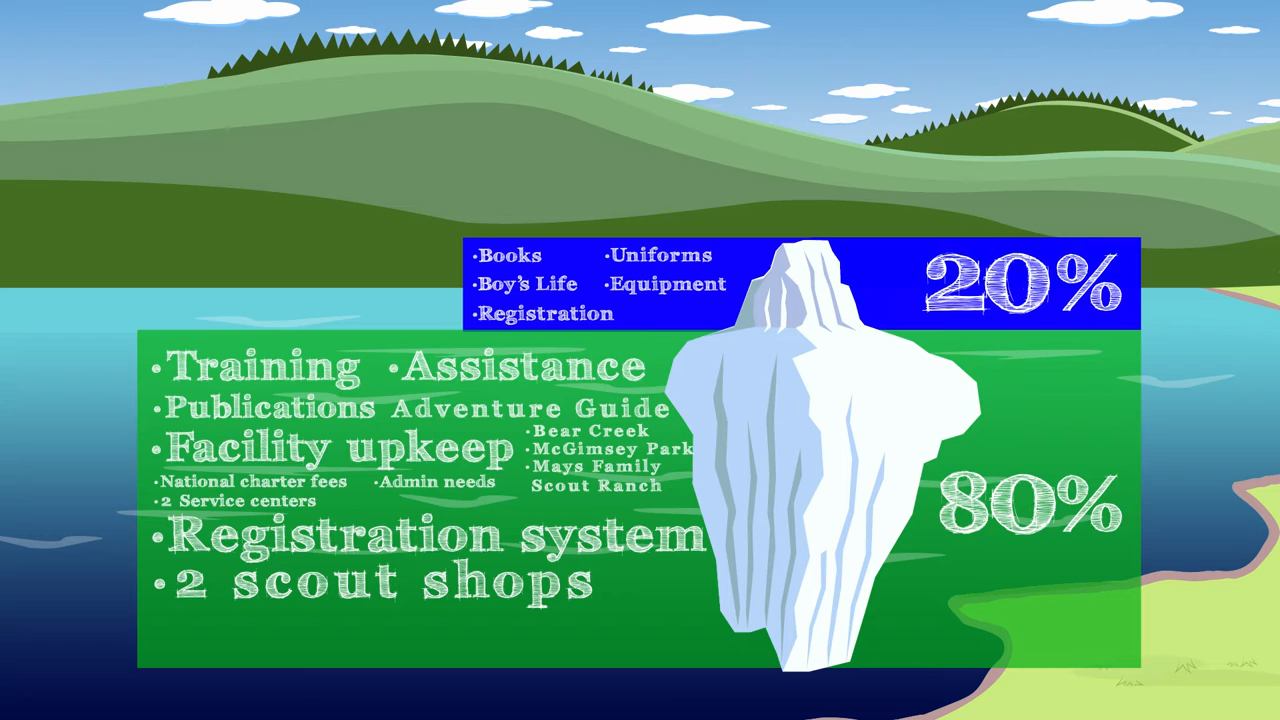 ·Books ·Uniforms
·Boy's Life ·Equipment
·Registration
20%
·Training ·Assistance
·Publications Adventure Guide
·Facility upkeep
·Bear Creek
·McGimsey Park
·Mays Family
Scout Ranch
·National charter fees ·Admin needs
·2 Service centers
·Registration system
·2 scout shops
80%